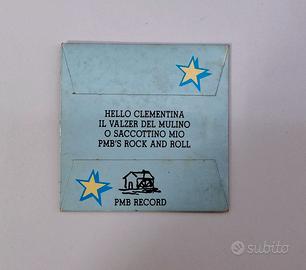 HELLO CLEMENTINA
IL VALZER DEL MULINO
O SACCOTTINO MIO
PMB'S ROCK AND ROLL
PMB RECORD
subito